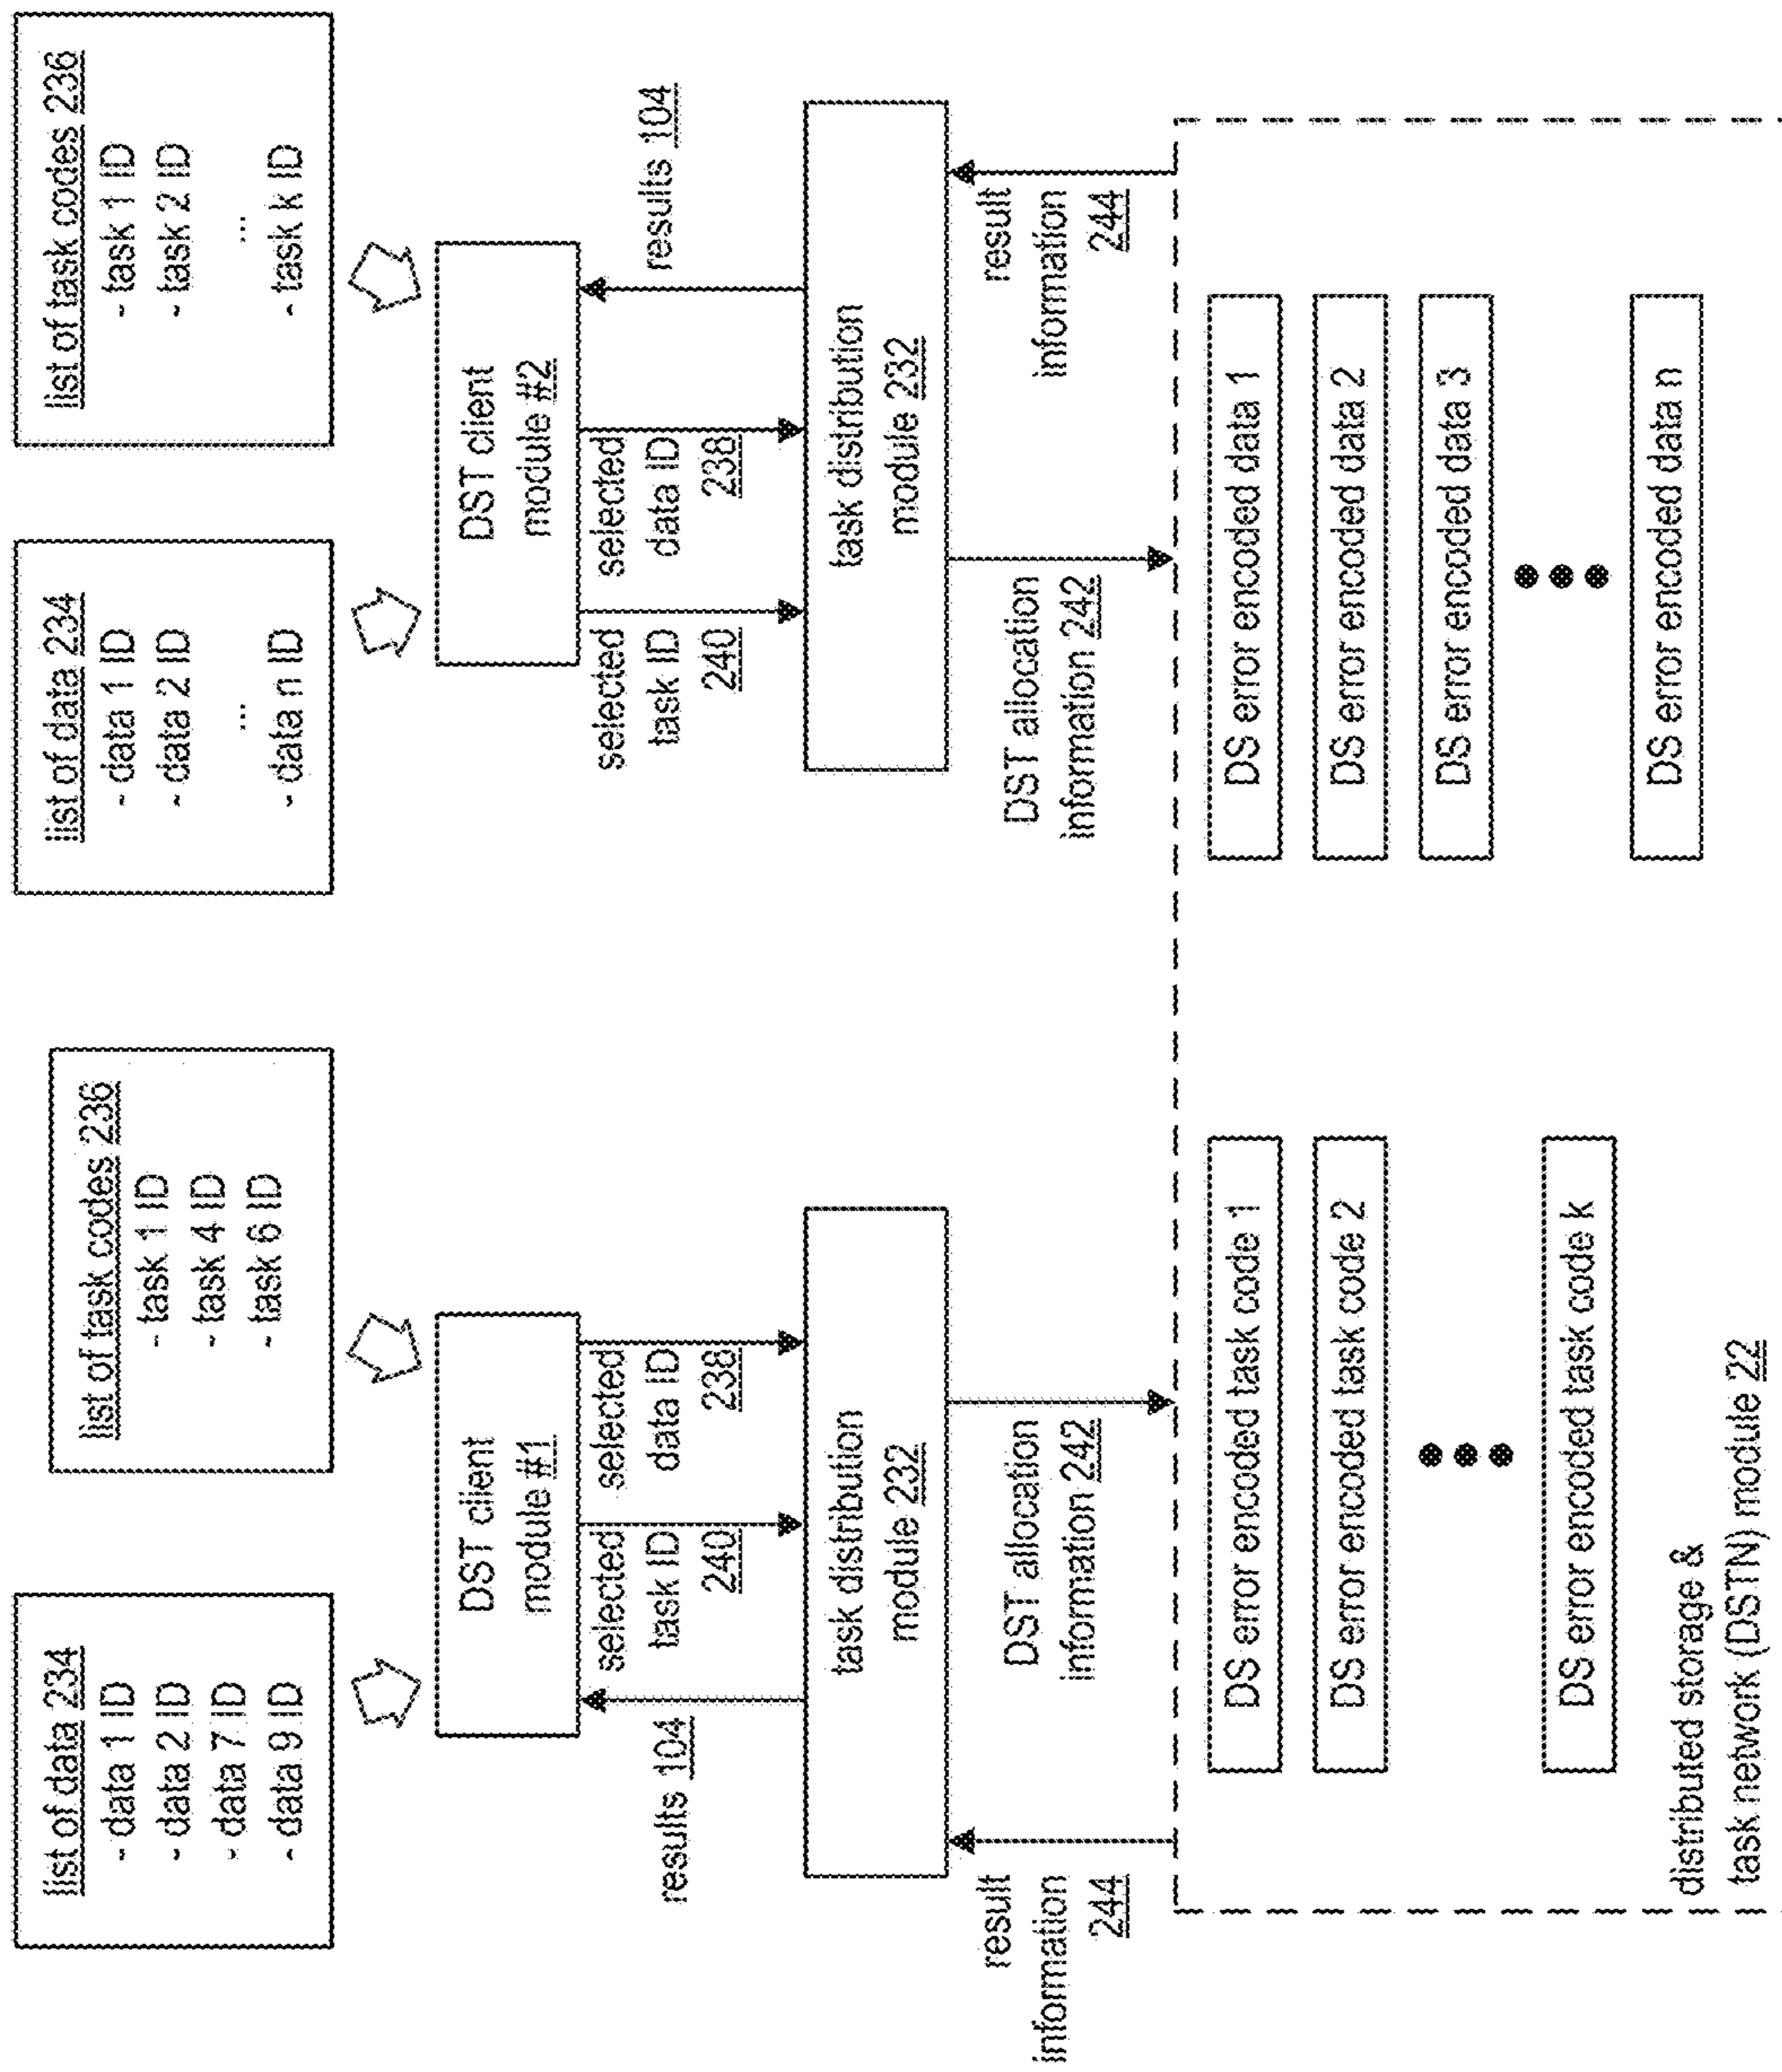 list of data 234
- data 1 ID
- data 2 ID
- data 7 ID
- data 9 ID
list of task codes 236
- task 1 ID
- task 4 ID
- task 6 ID
list of data 234
- data 1 ID
- data 2 ID
...
- data n ID
list of task codes 236
- task 1 ID
- task 2 ID
...
- task k ID
DST client
module #1
DST client
module #2
results 104
selected
task ID
240
selected
data ID
238
selected
task ID
240
selected
data ID
238
results 104
task distribution
module 232
task distribution
module 232
result
information
244
DST allocation
information 242
DST allocation
information 242
result
information
244
DS error encoded task code 1
DS error encoded task code 2
DS error encoded task code k
DS error encoded data 1
DS error encoded data 2
DS error encoded data 3
DS error encoded data n
distributed storage &
task network (DSTN) module 22